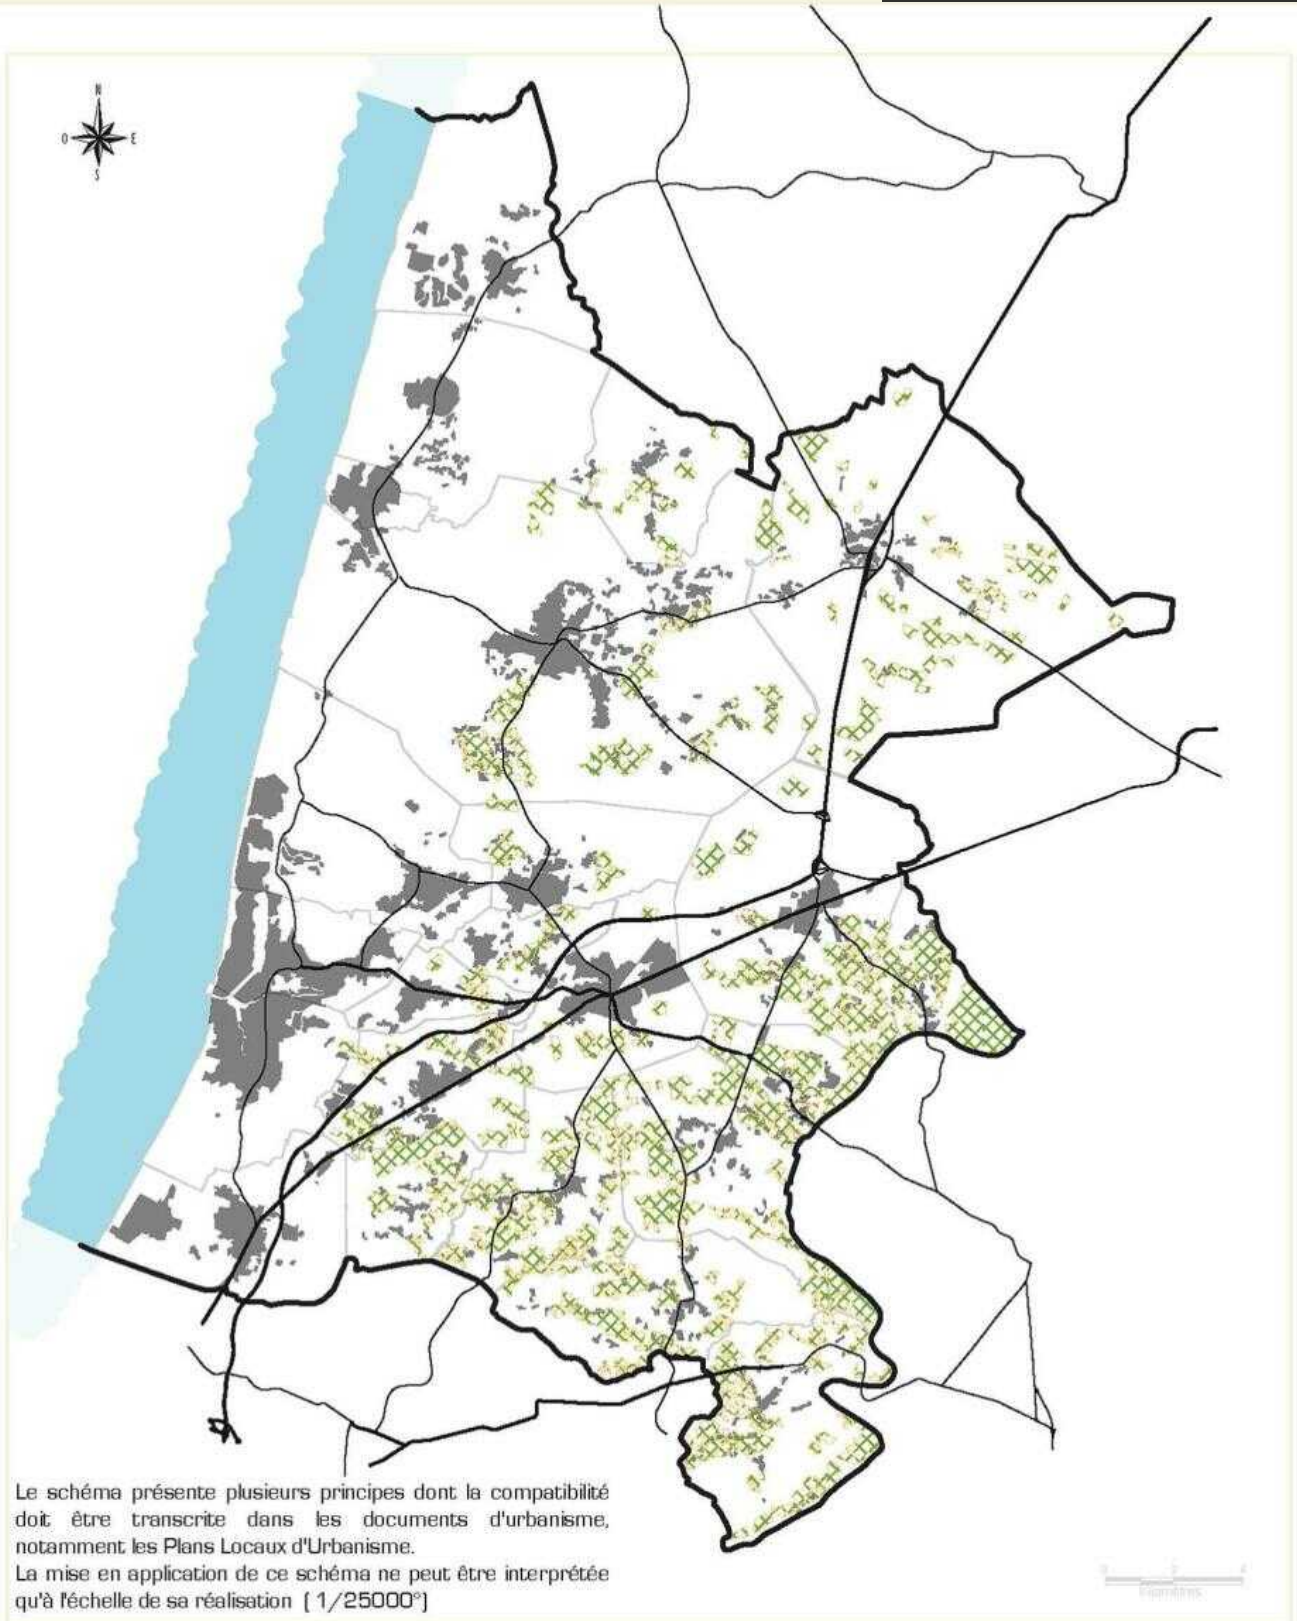 N
O E
S
Le schéma présente plusieurs principes dont la compatibilité
doit être transcrite dans les documents d'urbanisme,
notamment les Plans Locaux d'Urbanisme.
La mise en application de ce schéma ne peut être interprétée
qu'à l'échelle de sa réalisation [ 1/25000°]
Kilomètres